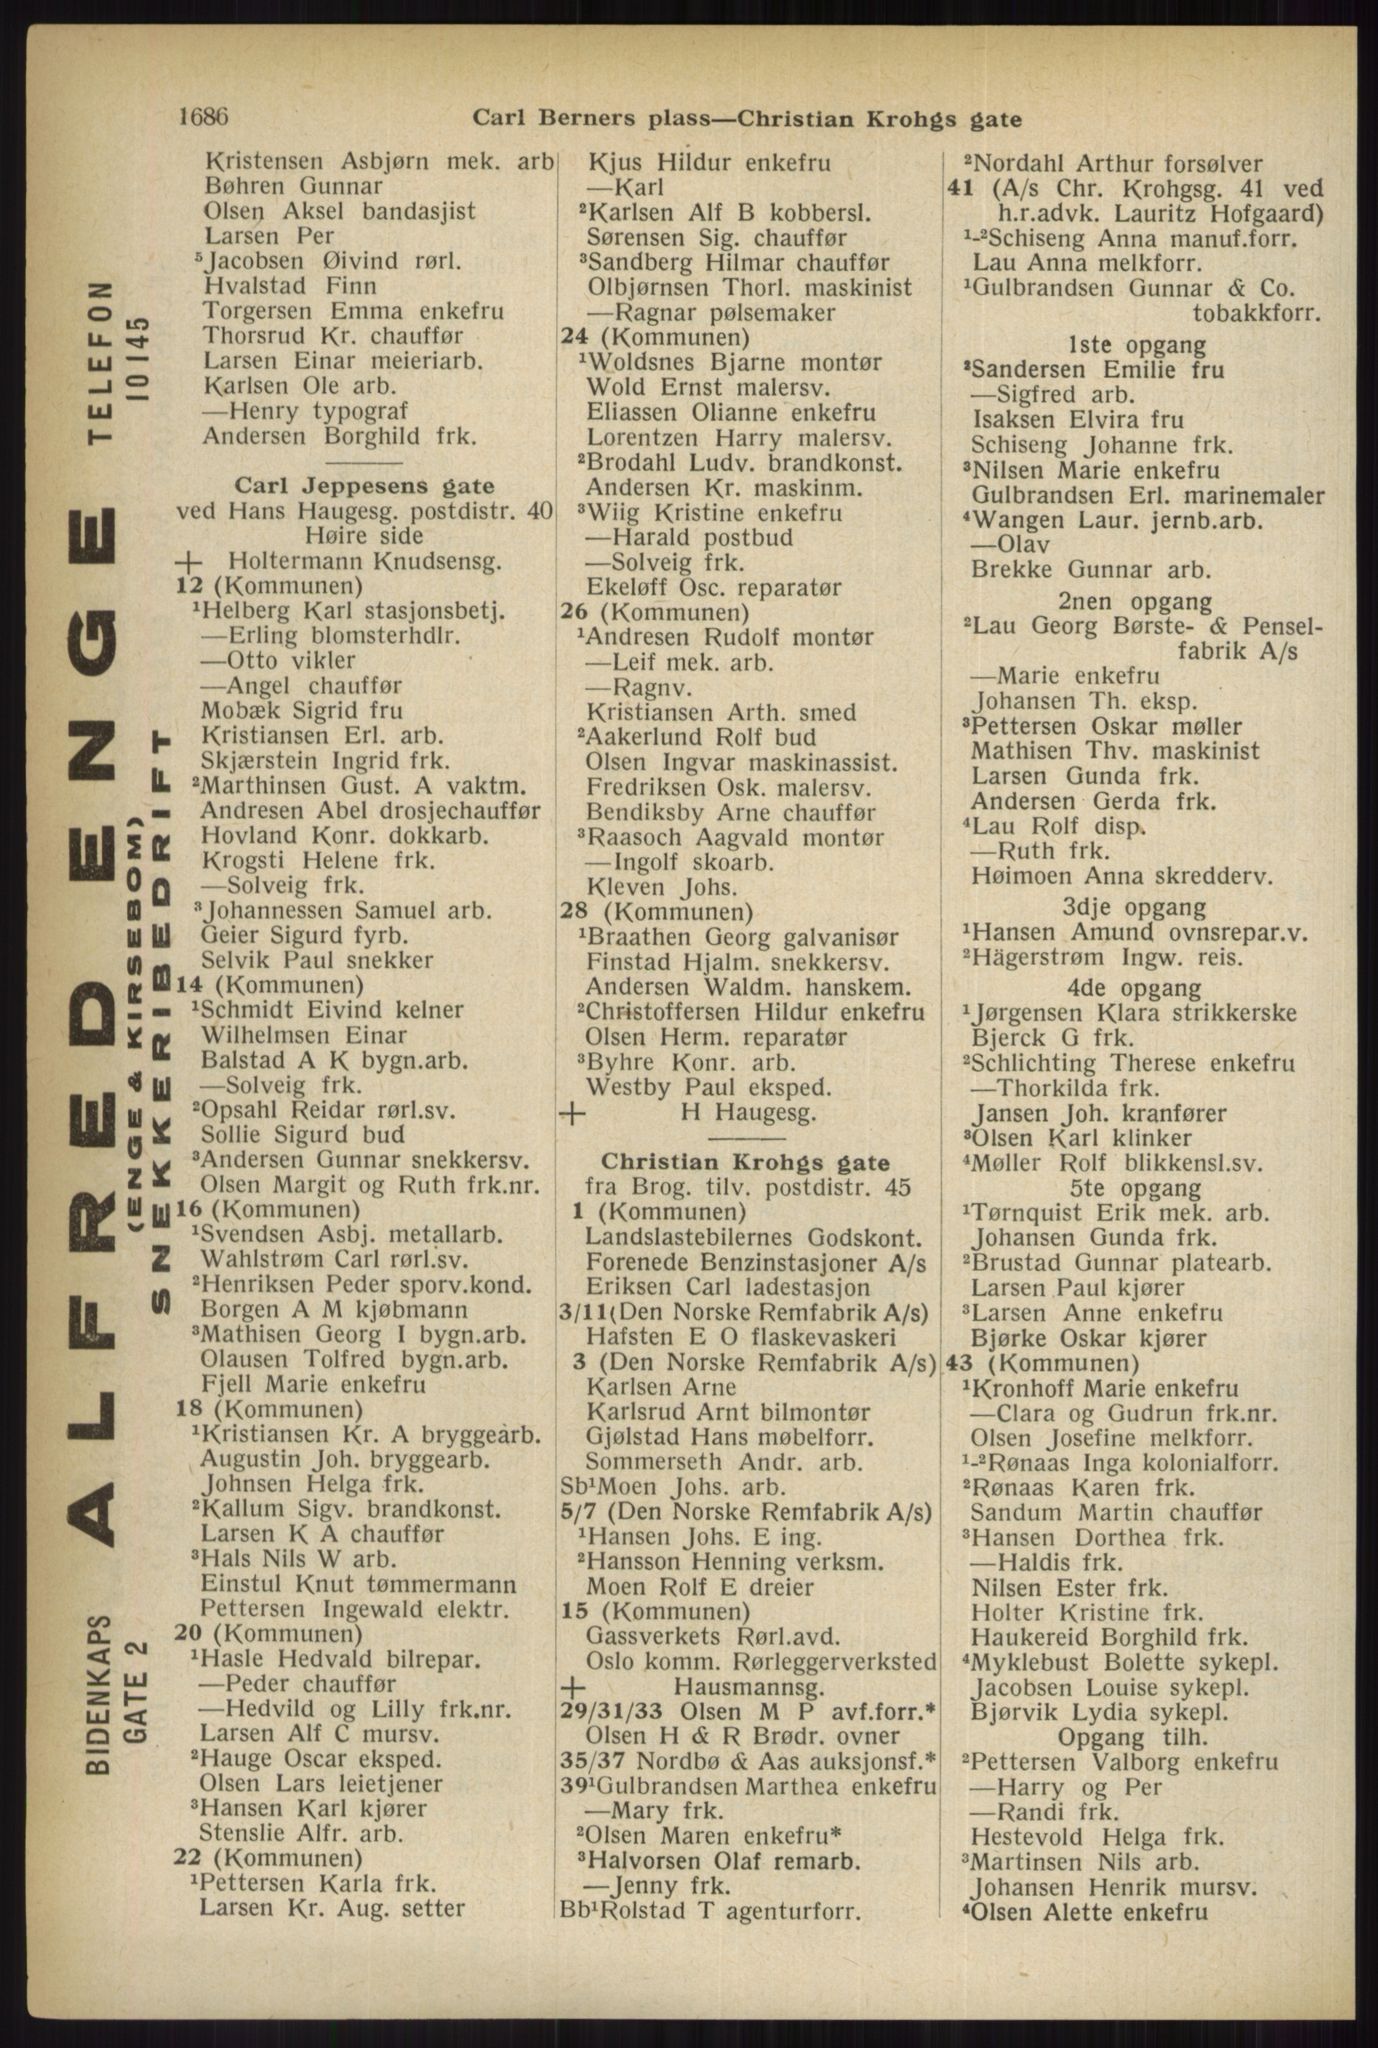 1686
Carl Berners plass—Christian Krohgs gate
Kristensen Asbjørn mek. arb
Bøhren Gunnar
Olsen Aksel bandasjist
Larsen Per
⁵Jacobsen Øivind rørl.
Hvalstad Finn
Torgersen Emma enkefru
Thorsrud Kr. chauffør
Larsen Einar meieriarb.
Karlsen Ole arb.
—Henry typograf
Andersen Borghild frk.
Carl Jeppesens gate
ved Hans Haugesg. postdistr. 40
Høire side
+ Holtermann Knudsensg.
12 (Kommunen)
¹Helberg Karl stasjonsbetj.
—Erling blomsterhdlr.
—Otto vikler
—Angel chauffør
Mobæk Sigrid fru
Kristiansen Erl. arb.
Skjærstein Ingrid frk.
²Marthinsen Gust. A vaktm.
Andresen Abel drosjechauffør
Hovland Konr. dokkarb.
Krogsti Helene frk.
—Solveig frk.
³Johannessen Samuel arb.
Geier Sigurd fyrb.
Selvik Paul snekker
14 (Kommunen)
¹Schmidt Eivind kelner
Wilhelmsen Einar
Balstad A K bygn.arb.
—Solveig frk.
²Opsahl Reidar rørl.sv.
Sollie Sigurd bud
³Andersen Gunnar snekkersv.
Olsen Margit og Ruth frk.nr.
16 (Kommunen)
¹Svendsen Asbj. metallarb.
Wahlstrøm Carl rørl.sv.
²Henriksen Peder sporv.kond.
Borgen A M kjøbmann
³Mathisen Georg I bygn.arb.
Olausen Tolfred bygn.arb.
Fjell Marie enkefru
18 (Kommunen)
¹Kristiansen Kr. A bryggearb.
Augustin Joh. bryggearb.
Johnsen Helga frk.
²Kallum Sigv. brandkonst.
Larsen K A chauffør
³Hals Nils W arb.
Einstul Knut tømmermann
Pettersen Ingewald elektr.
20 (Kommunen)
¹Hasle Hedvald bilrepar.
—Peder chauffør
—Hedvild og Lilly frk.nr.
Larsen Alf C mursv.
²Hauge Oscar eksped.
Olsen Lars leietjener
³Hansen Karl kjører
Stenslie Alfr. arb.
22 (Kommunen)
¹Pettersen Karla frk.
Larsen Kr. Aug. setter
Kjus Hildur enkefru
—Karl
²Karlsen Alf B kobbersl.
Sørensen Sig. chauffør
³Sandberg Hilmar chauffør
Olbjørnsen Thorl. maskinist
—Ragnar pølsemaker
24 (Kommunen)
¹Woldsnes Bjarne montør
Wold Ernst malersv.
Eliassen Olianne enkefru
Lorentzen Harry malersv.
²Brodahl Ludv. brandkonst.
Andersen Kr. maskinm.
³Wiig Kristine enkefru
—Harald postbud
—Solveig frk.
Ekeløff Osc. reparatør
26 (Kommunen)
¹Andresen Rudolf montør
—Leif mek. arb.
—Ragnv.
Kristiansen Arth. smed
²Aakerlund Rolf bud
Olsen Ingvar maskinassist.
Fredriksen Osk. malersv.
Bendiksby Arne chauffør
³Raasoch Aagvald montør
—Ingolf skoarb.
Kleven Johs.
28 (Kommunen)
¹Braathen Georg galvanisør
Finstad Hjalm. snekkersv.
Andersen Waldm. hanskem.
²Christoffersen Hildur enkefru
Olsen Herm. reparatør
³Byhre Konr. arb.
Westby Paul eksped.
+ H Haugesg.
Christian Krohgs gate
fra Brog. tilv. postdistr. 45
1 (Kommunen)
Landslastebilernes Godskont.
Forenede Benzinstasjoner A/s
Eriksen Carl ladestasjon
3/11(Den Norske Remfabrik A/s)
Hafsten E O flaskevaskeri
3 (Den Norske Remfabrik A/s)
Karlsen Arne
Karlsrud Arnt bilmontør
Gjølstad Hans møbelforr.
Sommerseth Andr. arb.
Sb¹Moen Johs. arb.
5/7 (Den Norske Remfabrik A/s)
¹Hansen Johs. E ing.
²Hansson Henning verksm.
Moen Rolf E dreier
15 (Kommunen)
Gassverkets Rørl.avd.
Oslo komm. Rørleggerverksted
+ Hausmannsg.
29/31/33 Olsen M P avf.forr.*
Olsen H & R Brødr. ovner
35/37 Nordbø & Aas auksjonsf.*
39¹Gulbrandsen Marthea enkefru
—Mary frk.
²Olsen Maren enkefru*
³Halvorsen Olaf remarb.
—Jenny frk.
Bb¹Rolstad T agenturforr.
²Nordahl Arthur forsølver
41 (A/s Chr. Krohgsg. 41 ved
h.r.advk. Lauritz Hofgaard)
¹-²Schiseng Anna manuf.forr.
Lau Anna melkforr.
¹Gulbrandsen Gunnar & Co.
tobakkforr.
1ste opgang
²Sandersen Emilie fru
—Sigfred arb.
Isaksen Elvira fru
Schiseng Johanne frk.
³Nilsen Marie enkefru
Gulbrandsen Erl. marinemaler
⁴Wangen Laur. jernb.arb.
—Olav
Brekke Gunnar arb.
2nen opgang
²Lau Georg Børste- & Pensel-
fabrik A/s
—Marie enkefru
Johansen Th. eksp.
³Pettersen Oskar møller
Mathisen Thv. maskinist
Larsen Gunda frk.
Andersen Gerda frk.
⁴Lau Rolf disp.
—Ruth frk.
Høimoen Anna skredderv.
3dje opgang
¹Hansen Amund ovnsrepar.v.
²Hägerstrøm Ingw. reis.
4de opgang
¹Jørgensen Klara strikkerske
Bjerck G frk.
²Schlichting Therese enkefru
—Thorkilda frk.
Jansen Joh. kranfører
³Olsen Karl klinker
⁴Møller Rolf blikkensl.sv.
5te opgang
¹Tørnquist Erik mek. arb.
Johansen Gunda frk.
²Brustad Gunnar platearb.
Larsen Paul kjører
³Larsen Anne enkefru
Bjørke Oskar kjører
43 (Kommunen)
¹Kronhoff Marie enkefru
—Clara og Gudrun frk.nr.
Olsen Josefine melkforr.
¹-²Rønaas Inga kolonialforr.
²Rønaas Karen frk.
Sandum Martin chauffør
³Hansen Dorthea frk.
—Haldis frk.
Nilsen Ester frk.
Holter Kristine frk.
Haukereid Borghild frk.
⁴Myklebust Bolette sykepl.
Jacobsen Louise sykepl.
Bjørvik Lydia sykepl.
Opgang tilh.
²Pettersen Valborg enkefru
—Harry og Per
—Randi frk.
Hestevold Helga frk.
³Martinsen Nils arb.
Johansen Henrik mursv.
⁴Olsen Alette enkefru
BIDENKAPS
GATE 2
ALFRED ENGE
(ENGE & KIRSEBOM)
SNEKKERIBEDRIFT
TELEFON
10145